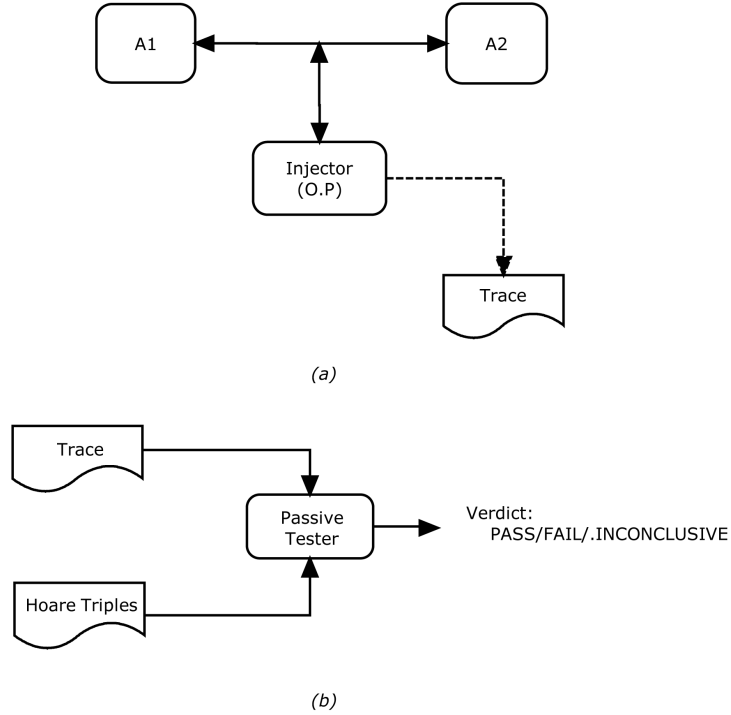 A1
A2
Injector
(O.P)
Trace
(a)
Trace
Passive
Tester
Verdict:
PASS/FAIL/.INCONCLUSIVE
Hoare Triples
(b)